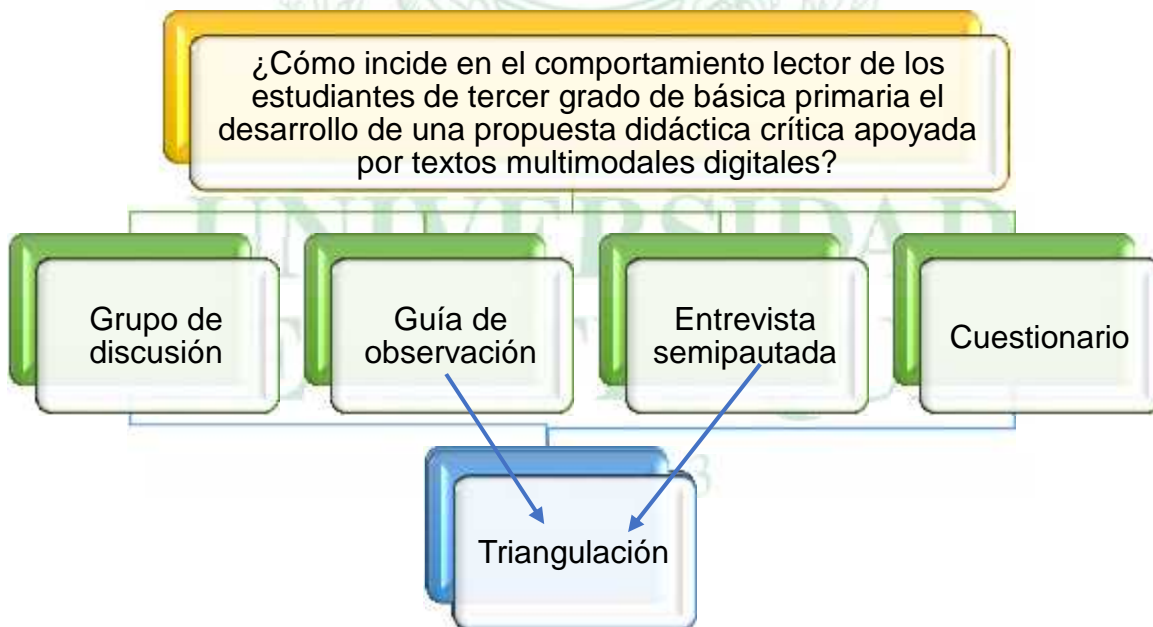 ¿Cómo incide en el comportamiento lector de los
estudiantes de tercer grado de básica primaria el
desarrollo de una propuesta didáctica crítica apoyada
por textos multimodales digitales?
UNIVERSIDAD
Grupo de
discusión
Guía de
observación
Entrevista
semipautada
Cuestionario
Triangulación